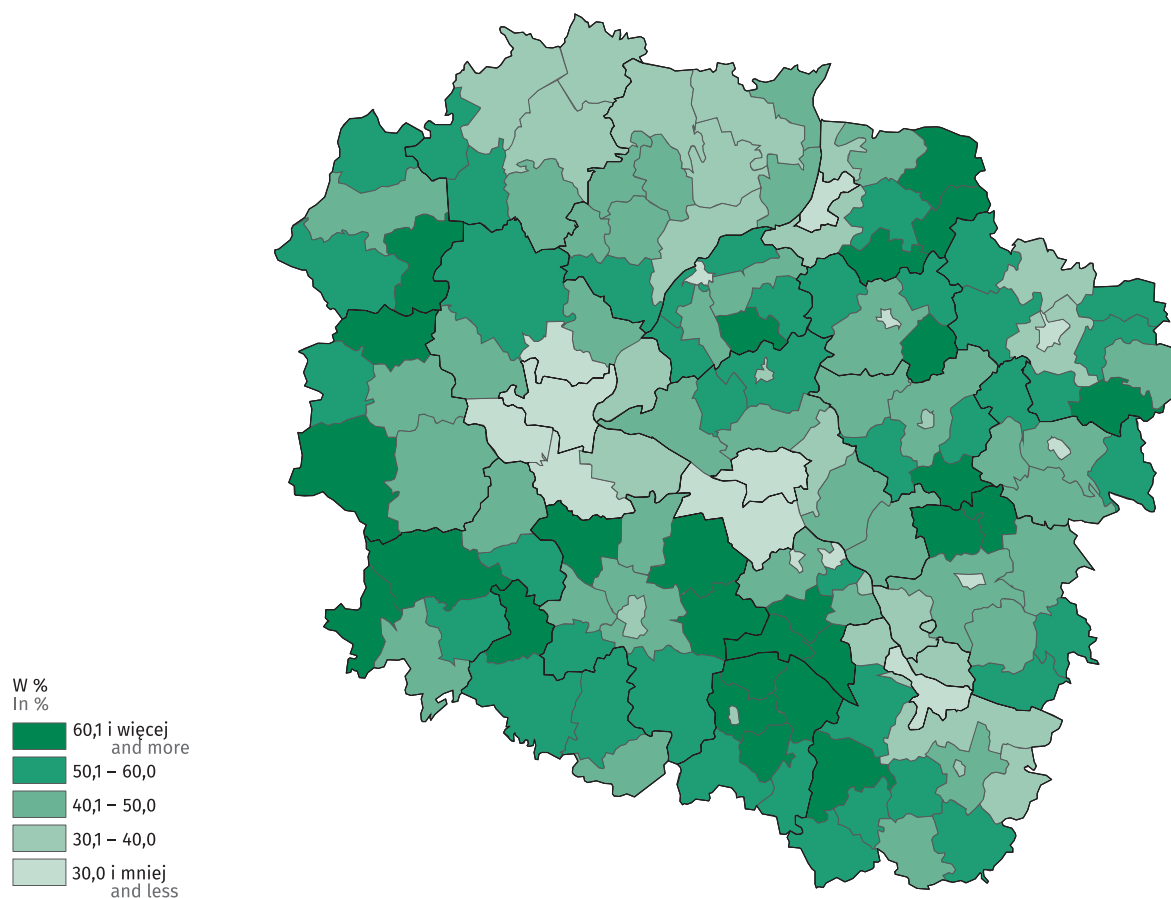 W %
In %
60,1 i więcej
and more
50,1 – 60,0
40,1 – 50,0
30,1 – 40,0
30,0 i mniej
and less